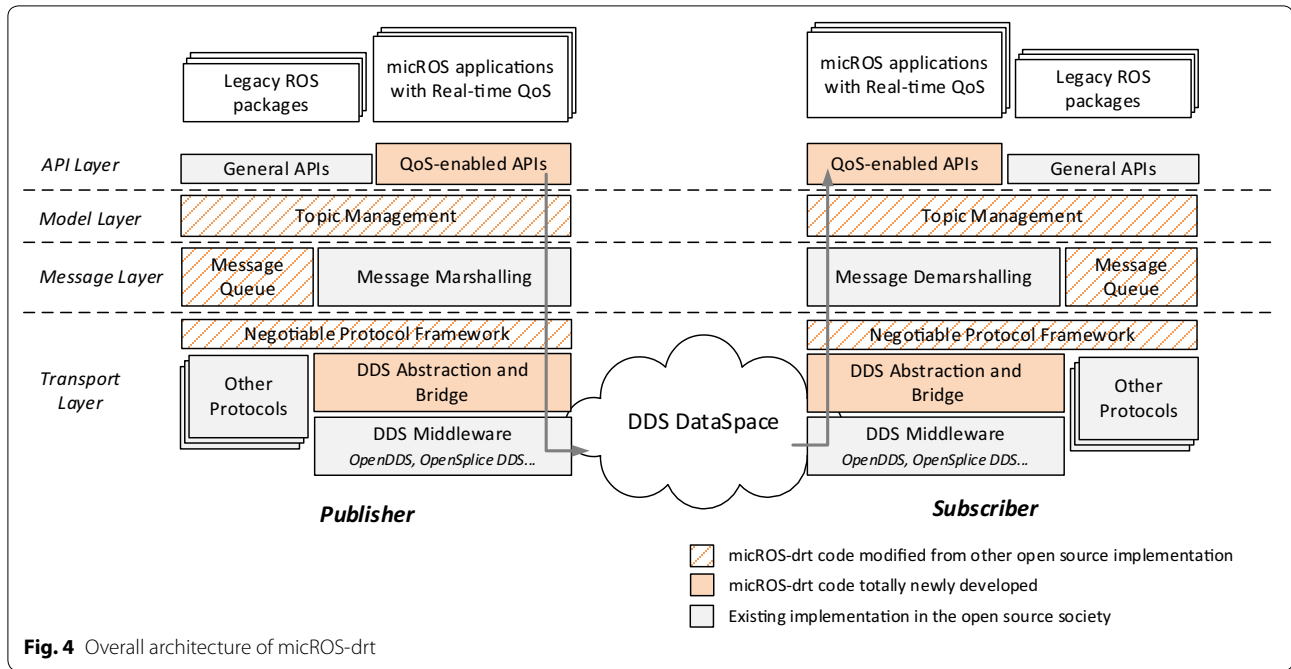 Legacy ROS
packages
micROS applications
with Real-time QoS
micROS applications
with Real-time QoS
Legacy ROS
packages
API Layer
General APIs
QoS-enabled APIs
QoS-enabled APIs
General APIs
Model Layer
Topic Management
Topic Management
Message Layer
Message
Queue
Message Marshalling
Message Demarshalling
Message
Queue
Transport
Layer
Negotiable Protocol Framework
Negotiable Protocol Framework
Other
Protocols
DDS Abstraction and
Bridge
DDS Middleware
OpenDDS, OpenSplice DDS...
DDS DataSpace
DDS Abstraction and
Bridge
DDS Middleware
OpenDDS, OpenSplice DDS...
Other
Protocols
Publisher
Subscriber
micROS-drt code modified from other open source implementation
micROS-drt code totally newly developed
Existing implementation in the open source society
Fig. 4 Overall architecture of micROS-drt